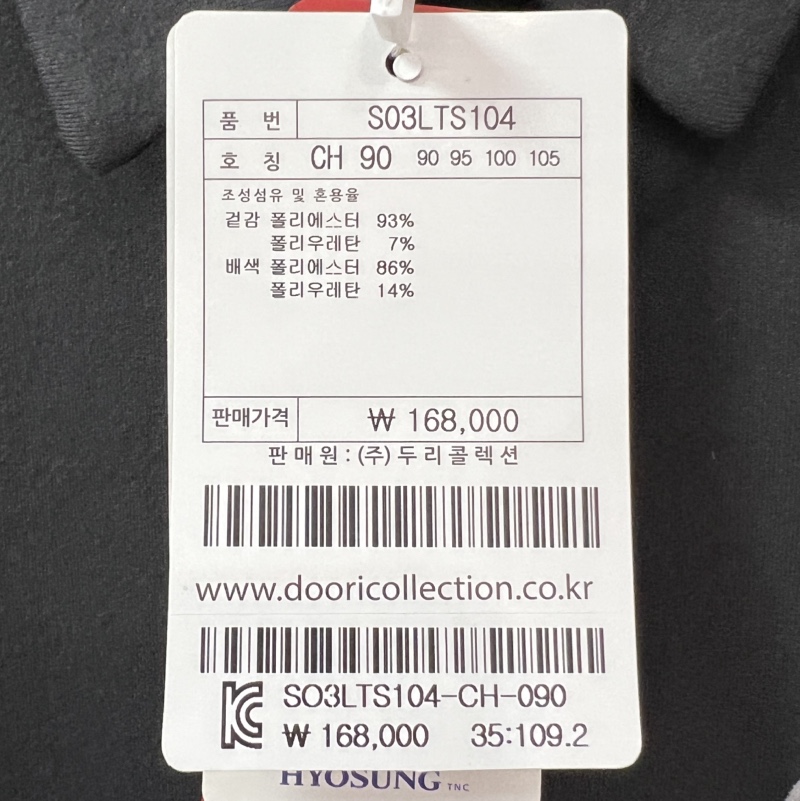 품 번 S03LTS104
호 칭 CH 90 90 95 100 105
조성섬유 및 혼용율
겉감 폴리에스터 93%
폴리우레탄 7%
배색 폴리에스터 86%
폴리우레탄 14%
판매가격 ₩ 168,000
판매원 : (주)두리콜렉션
www.dooricollection.co.kr
SO3LTS104-CH-090
₩ 168,000 35:109.2
HYOSUNG TNC